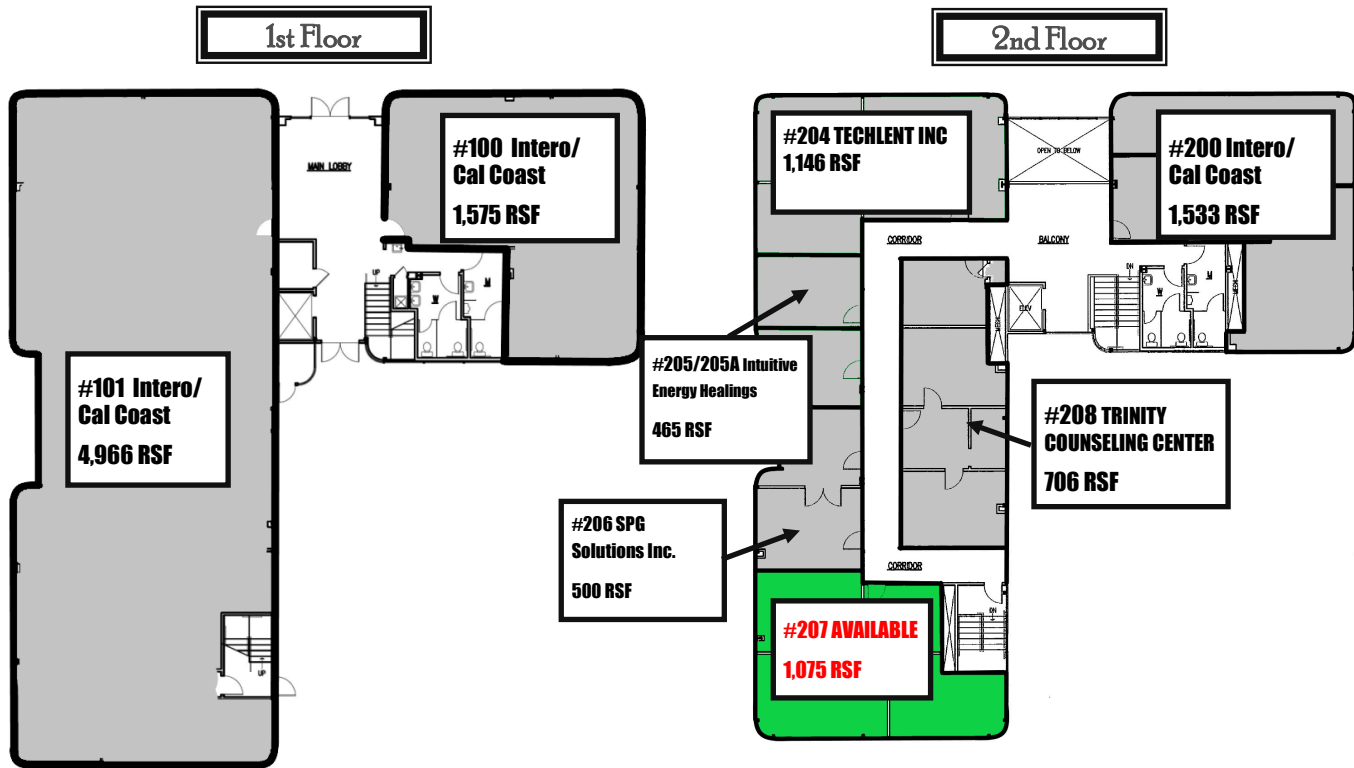 1st Floor
2nd Floor
#100 Intero/
Cal Coast
1,575 RSF
MAIN LOBBY
UP
W
M
#101 Intero/
Cal Coast
4,966 RSF
UP
#204 TECHLENT INC
1,146 RSF
OPEN TO BELOW
#200 Intero/
Cal Coast
1,533 RSF
CORRIDOR
BALCONY
DN
W
M
MECH
ELEV
MECH
#205/205A Intuitive
Energy Healings
465 RSF
#208 TRINITY
COUNSELING CENTER
706 RSF
#206 SPG
Solutions Inc.
500 RSF
CORRIDOR
DN
#207 AVAILABLE
1,075 RSF